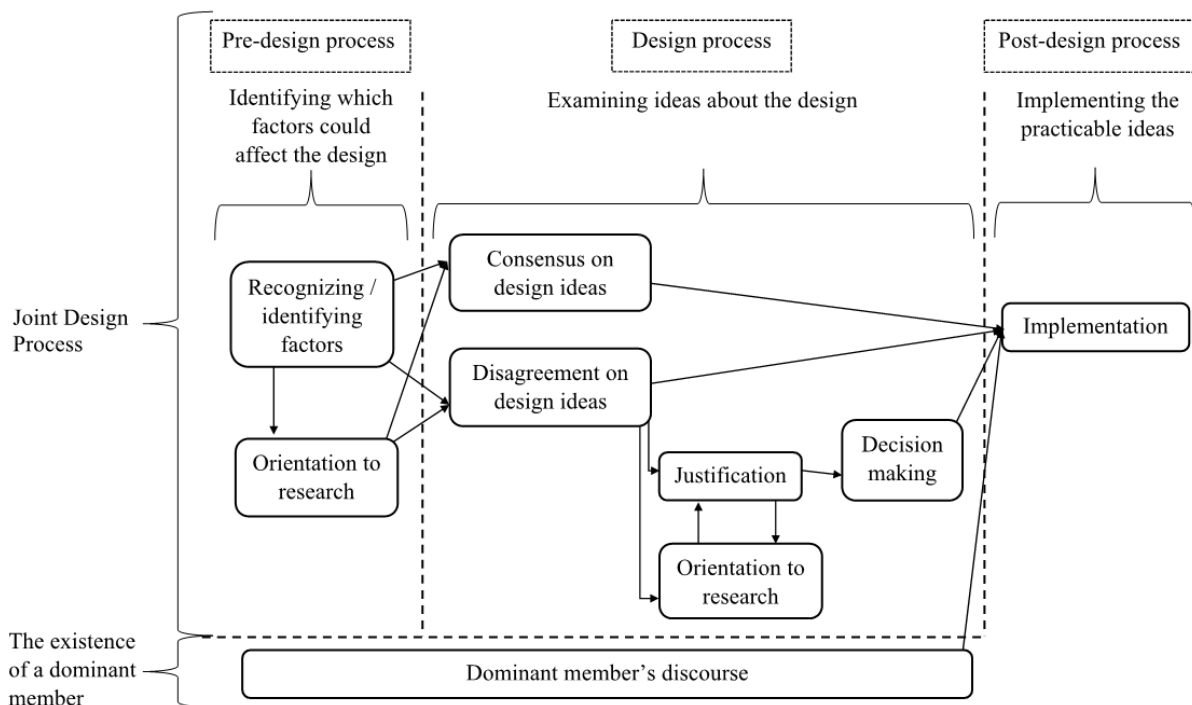 Pre-design process
Design process
Post-design process
Identifying which
factors could
affect the design
Examining ideas about the design
Implementing the
practicable ideas
Joint Design
Process
Recognizing /
identifying
factors
Orientation to
research
Consensus on
design ideas
Disagreement on
design ideas
Justification
Orientation to
research
Decision
making
Implementation
The existence
of a dominant
member
Dominant member’s discourse